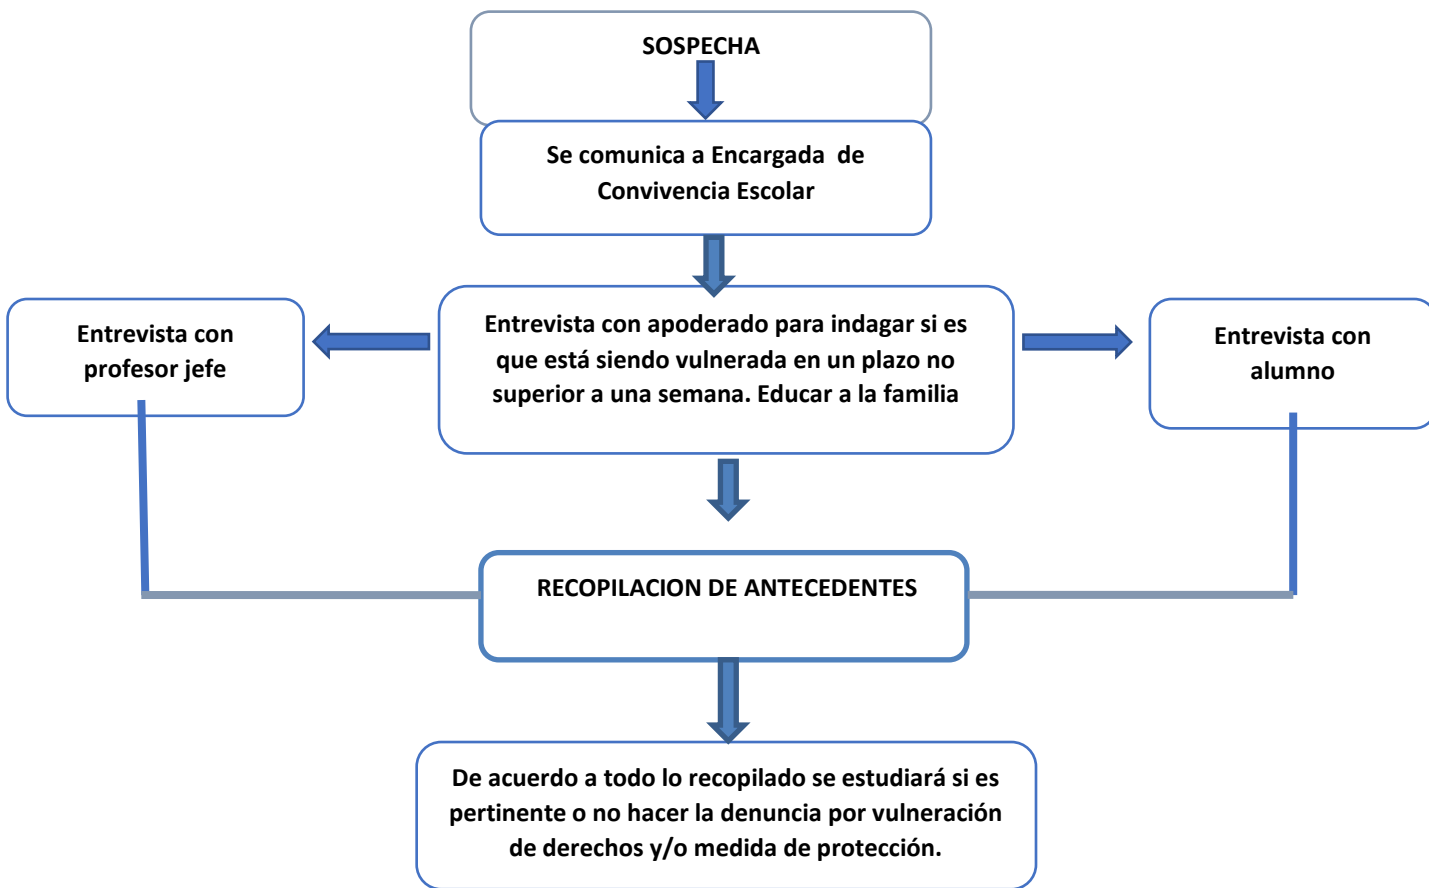 SOSPECHA
Se comunica a Encargada de
Convivencia Escolar
Entrevista con
profesor jefe
Entrevista con apoderado para indagar si es
que está siendo vulnerada en un plazo no
superior a una semana. Educar a la familia
Entrevista con
alumno
RECOPILACION DE ANTECEDENTES
De acuerdo a todo lo recopilado se estudiará si es
pertinente o no hacer la denuncia por vulneración
de derechos y/o medida de protección.